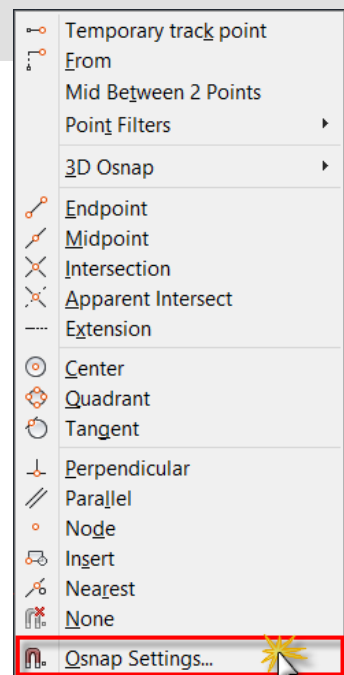 Temporary track point
From
Mid Between 2 Points
Point Filters
3D Osnap
Endpoint
Midpoint
Intersection
Apparent Intersect
Extension
Center
Quadrant
Tangent
Perpendicular
Parallel
Node
Insert
Nearest
None
Osnap Settings...